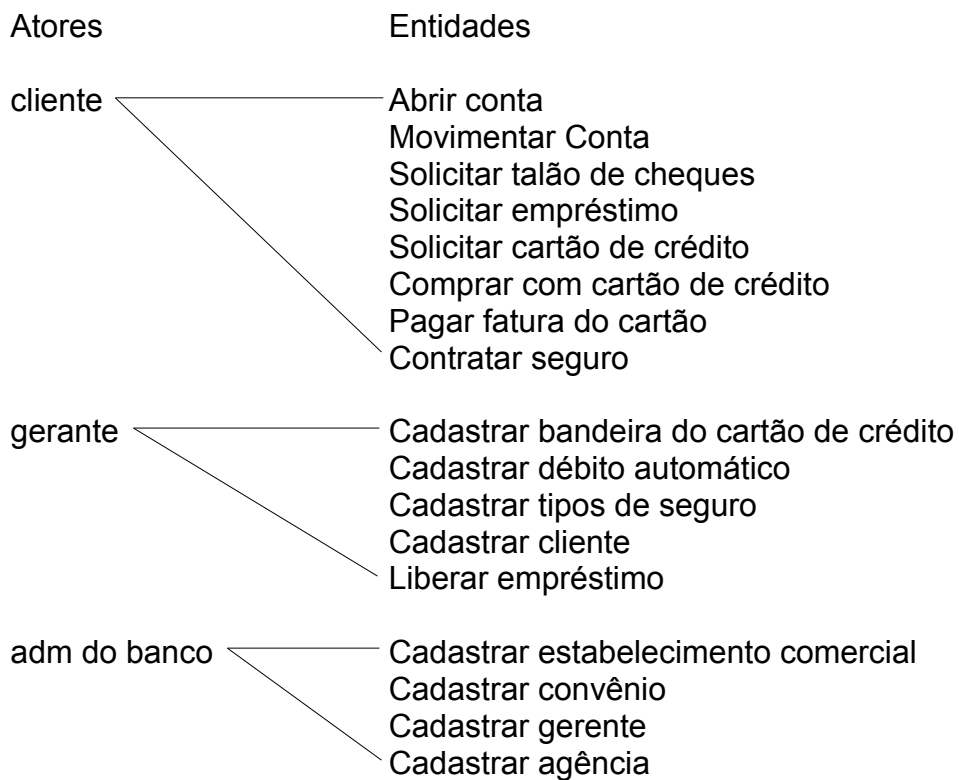 Atores Entidades
cliente Abrir conta
Movimentar Conta
Solicitar talão de cheques
Solicitar empréstimo
Solicitar cartão de crédito
Comprar com cartão de crédito
Pagar fatura do cartão
Contratar seguro
gerante Cadastrar bandeira do cartão de crédito
Cadastrar débito automático
Cadastrar tipos de seguro
Cadastrar cliente
Liberar empréstimo
adm do banco Cadastrar estabelecimento comercial
Cadastrar convênio
Cadastrar gerente
Cadastrar agência